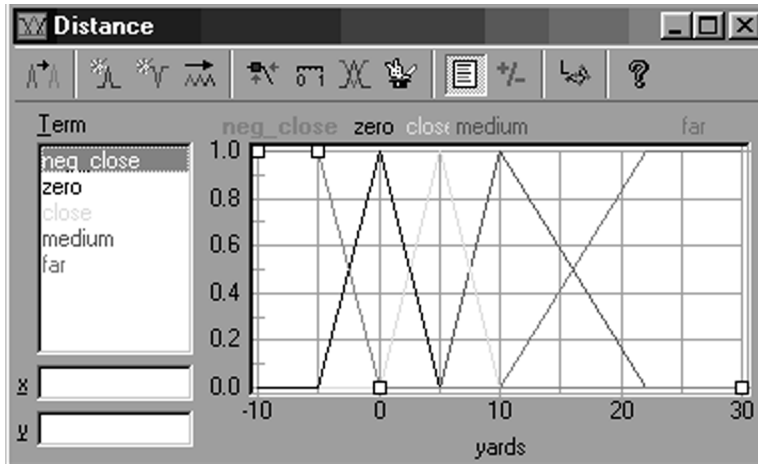 Distance
Term
neg_close zero close medium far
neg_close
zero
close
medium
far
1.0
0.8
0.6
0.4
0.2
0.0
-10 0 10 20 30
yards
x
y